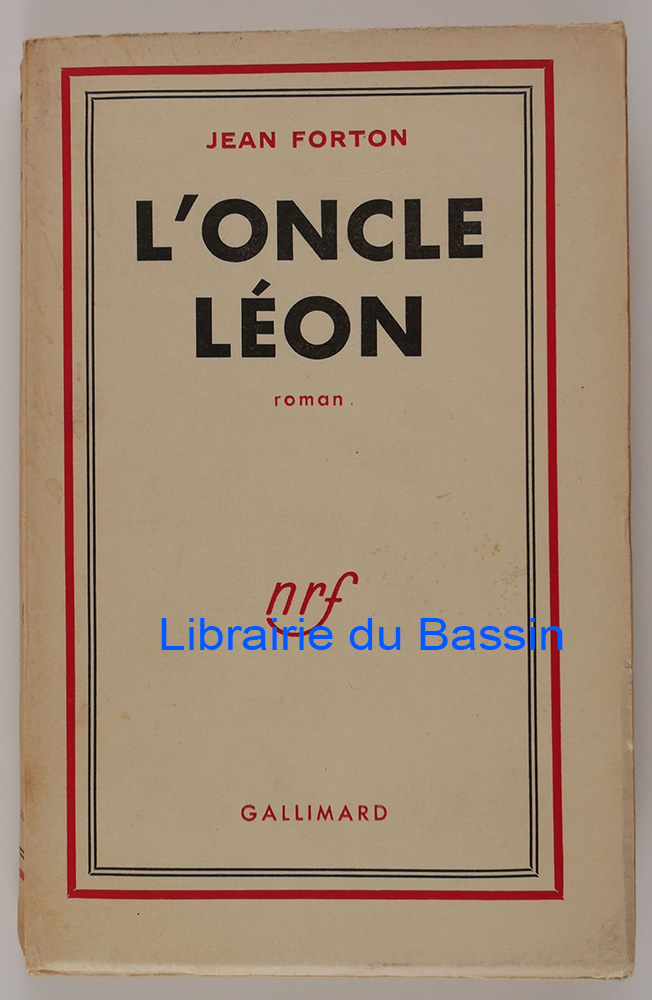 JEAN FORTON
L'ONCLE
LÉON
roman
nrf
Librairie du Bassin
GALLIMARD